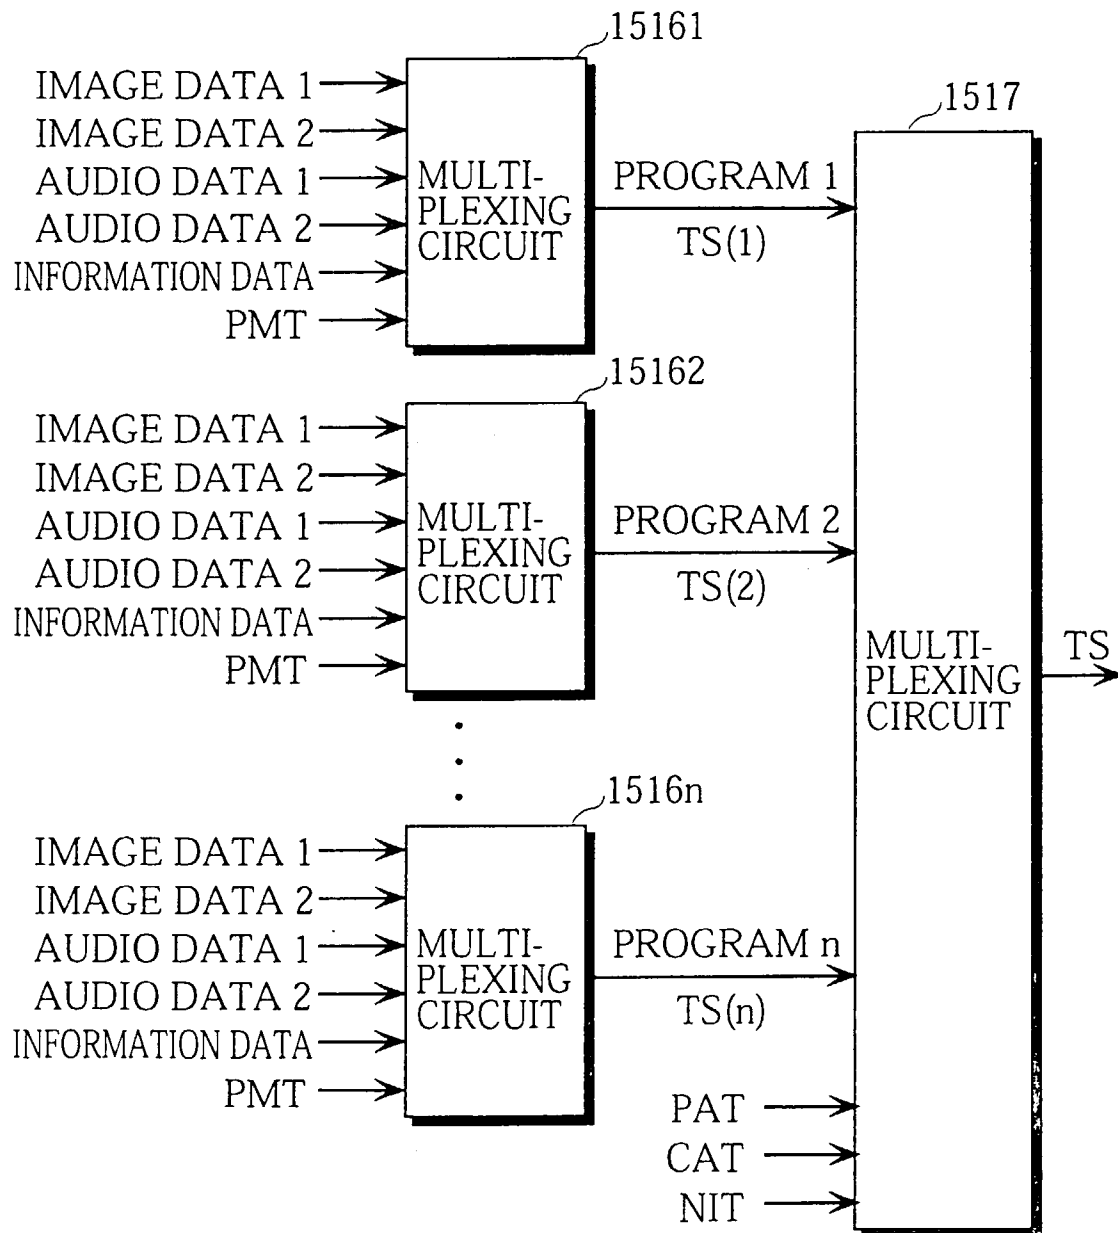 15161
IMAGE DATA 1
IMAGE DATA 2
AUDIO DATA 1
AUDIO DATA 2
INFORMATION DATA
PMT
MULTI-
PLEXING
CIRCUIT
PROGRAM 1
TS(1)
1517
15162
IMAGE DATA 1
IMAGE DATA 2
AUDIO DATA 1
AUDIO DATA 2
INFORMATION DATA
PMT
MULTI-
PLEXING
CIRCUIT
PROGRAM 2
TS(2)
MULTI-
PLEXING
CIRCUIT
TS
1516n
IMAGE DATA 1
IMAGE DATA 2
AUDIO DATA 1
AUDIO DATA 2
INFORMATION DATA
PMT
MULTI-
PLEXING
CIRCUIT
PROGRAM n
TS(n)
PAT
CAT
NIT